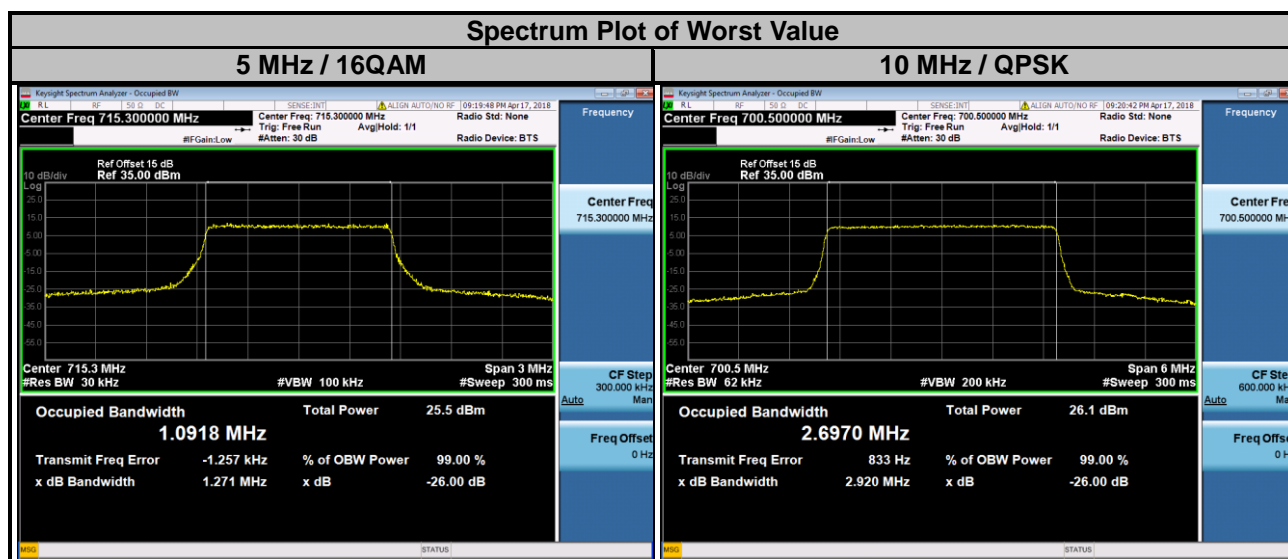 Spectrum Plot of Worst Value
5 MHz / 16QAM
10 MHz / QPSK
Keysight Spectrum Analyzer - Occupied BW
RL RF 50 Ω DC SENSE:INT ALIGN AUTO/NO RF 09:19:48 PM Apr 17, 2018
Center Freq 715.300000 MHz
Center Freq: 715.300000 MHz
Radio Std: None
Trig: Free Run Avg|Hold: 1/1
#IFGain:Low #Atten: 30 dB Radio Device: BTS
Ref Offset 15 dB
10 dB/div Ref 35.00 dBm
Log
25.0
15.0
5.00
-5.00
-15.0
-25.0
-35.0
-45.0
-55.0
Center 715.3 MHz Span 3 MHz
#Res BW 30 kHz #VBW 100 kHz #Sweep 300 ms
Occupied Bandwidth Total Power 25.5 dBm
1.0918 MHz
Transmit Freq Error -1.257 kHz % of OBW Power 99.00 %
x dB Bandwidth 1.271 MHz x dB -26.00 dB
MSG STATUS
Frequency
Center Freq
715.300000 MHz
CF Step
300.000 kHz
Auto Man
Freq Offset
0 Hz
Keysight Spectrum Analyzer - Occupied BW
RL RF 50 Ω DC SENSE:INT ALIGN AUTO/NO RF 09:20:42 PM Apr 17, 2018
Center Freq 700.500000 MHz
Center Freq: 700.500000 MHz
Radio Std: None
Trig: Free Run Avg|Hold: 1/1
#IFGain:Low #Atten: 30 dB Radio Device: BTS
Ref Offset 15 dB
10 dB/div Ref 35.00 dBm
Log
25.0
15.0
5.00
-5.00
-15.0
-25.0
-35.0
-45.0
-55.0
Center 700.5 MHz Span 6 MHz
#Res BW 62 kHz #VBW 200 kHz #Sweep 300 ms
Occupied Bandwidth Total Power 26.1 dBm
2.6970 MHz
Transmit Freq Error 833 Hz % of OBW Power 99.00 %
x dB Bandwidth 2.920 MHz x dB -26.00 dB
MSG STATUS
Frequency
Center Fre
700.500000 MH
CF Ste
600.000 kH
Auto Ma
Freq Offse
0 H